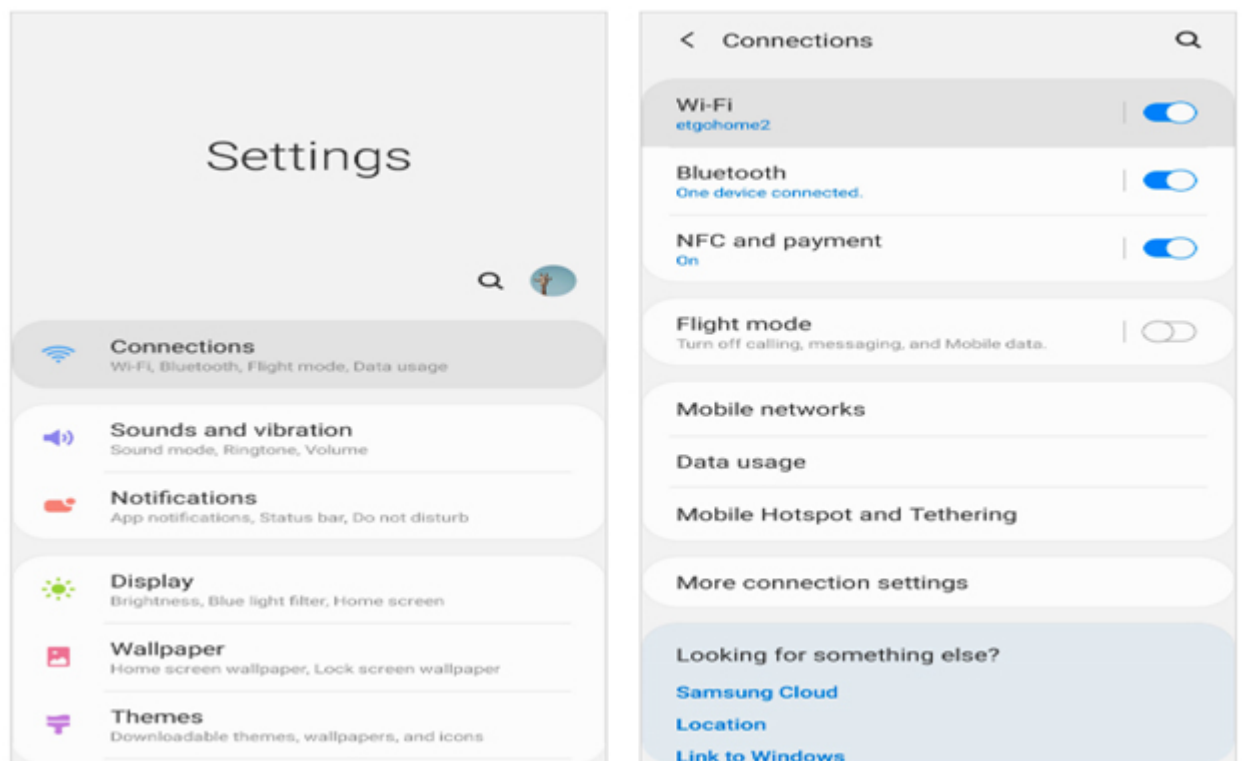 Settings
Connections
Wi-Fi, Bluetooth, Flight mode, Data usage
Sounds and vibration
Sound mode, Ringtone, Volume
Notifications
App notifications, Status bar, Do not disturb
Display
Brightness, Blue light filter, Home screen
Wallpaper
Home screen wallpaper, Lock screen wallpaper
Themes
Downloadable themes, wallpapers, and icons
Connections
Wi-Fi
etgohome2
Bluetooth
One device connected.
NFC and payment
On
Flight mode
Turn off calling, messaging, and Mobile data.
Mobile networks
Data usage
Mobile Hotspot and Tethering
More connection settings
Looking for something else?
Samsung Cloud
Location
Link to Windows